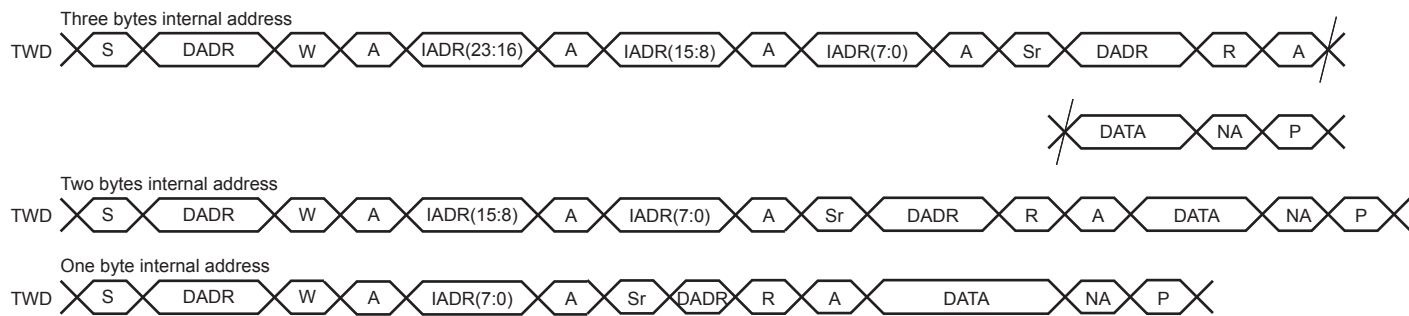 Three bytes internal address
TWD S DADR W A IADR(23:16) A IADR(15:8) A IADR(7:0) A Sr DADR R A
DATA NA P
Two bytes internal address
TWD S DADR W A IADR(15:8) A IADR(7:0) A Sr DADR R A DATA NA P
One byte internal address
TWD S DADR W A IADR(7:0) A Sr DADR R A DATA NA P